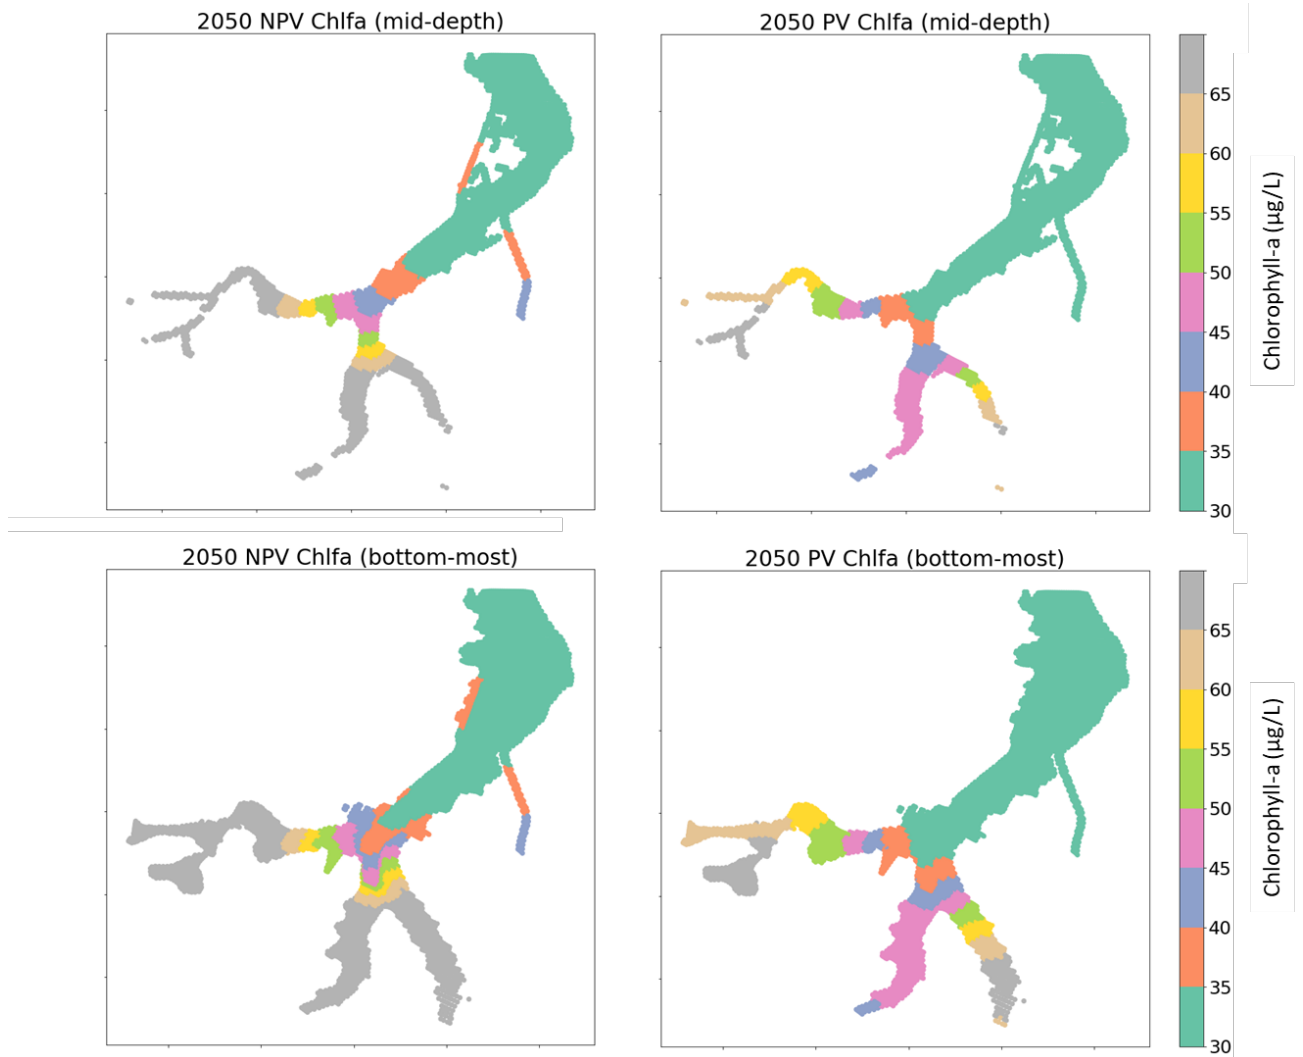 2050 NPV Chlfa (mid-depth)
2050 PV Chlfa (mid-depth)
65
60
55
50
45
40
35
30
Chlorophyll-a (µg/L)
2050 NPV Chlfa (bottom-most)
2050 PV Chlfa (bottom-most)
65
60
55
50
45
40
35
30
Chlorophyll-a (µg/L)